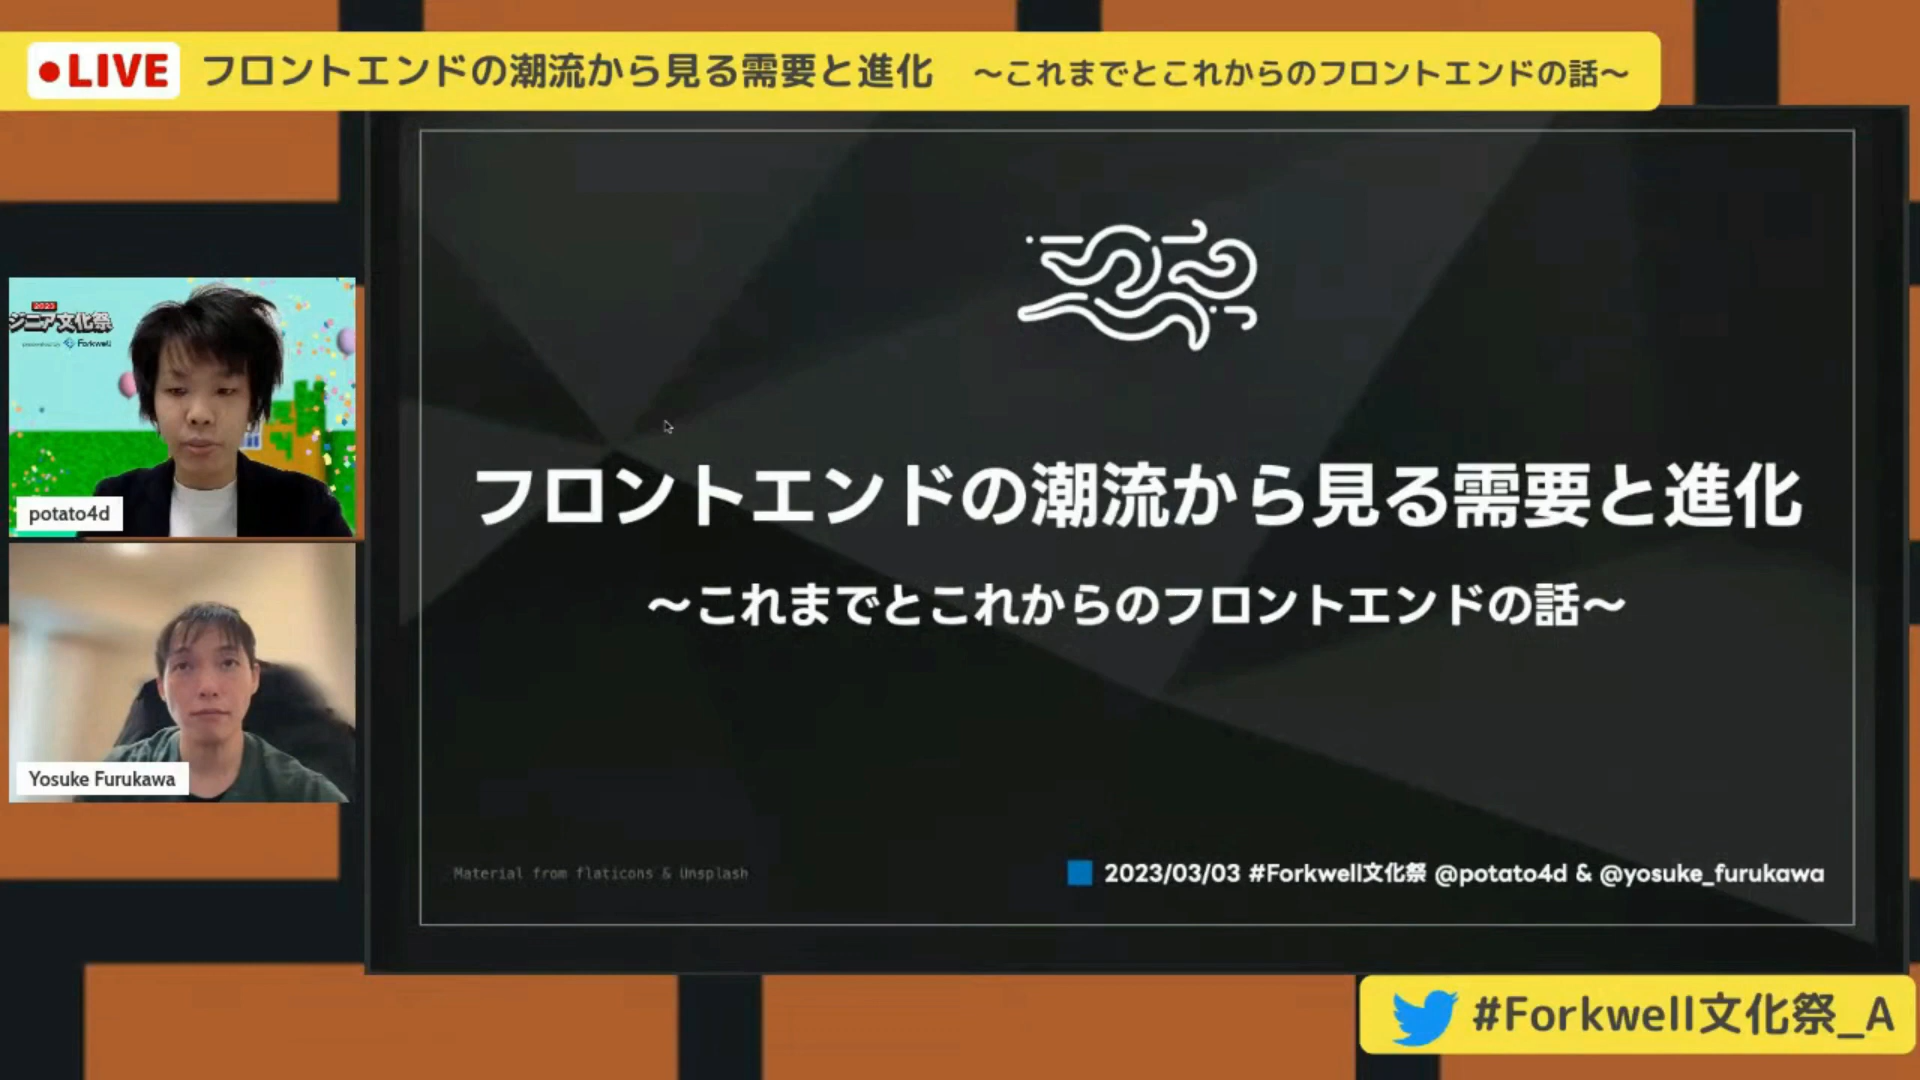 LIVE フロントエンドの潮流から見る需要と進化 〜これまでとこれからのフロントエンドの話〜
2023
ジニア文化祭
presented by Forkwell
potato4d
Yosuke Furukawa
フロントエンドの潮流から見る需要と進化
〜これまでとこれからのフロントエンドの話〜
Material from flaticons & Unsplash
2023/03/03 #Forkwell文化祭 @potato4d & @yosuke_furukawa
#Forkwell文化祭_A